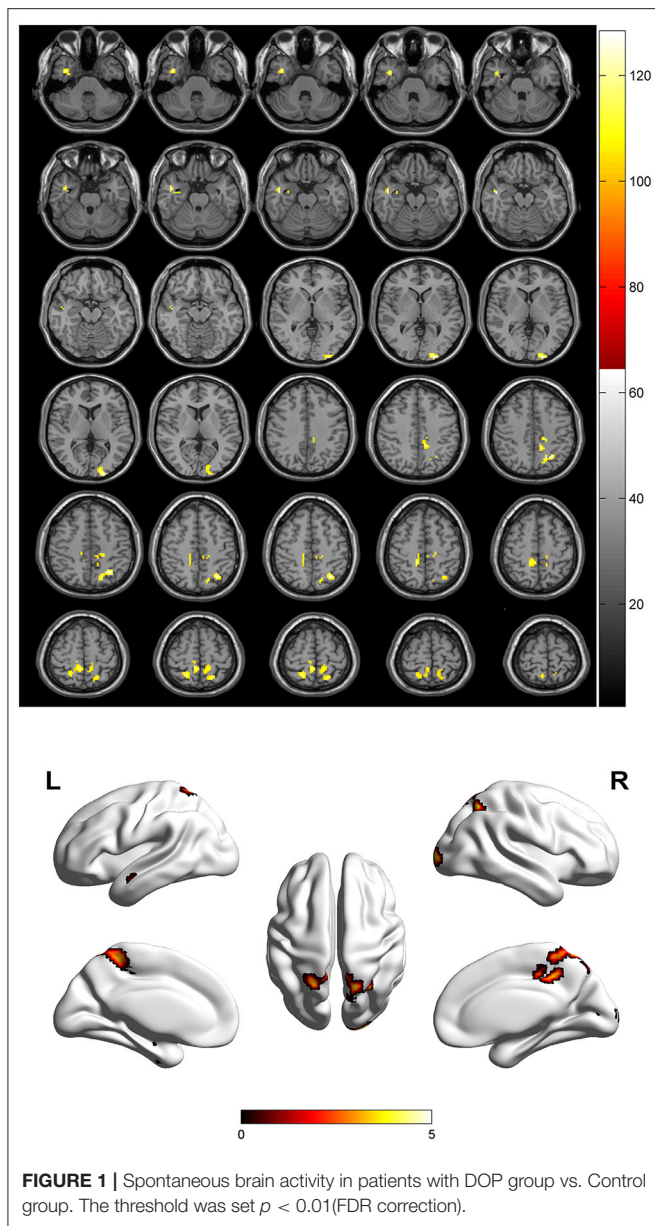 120
100
80
60
40
20
L R
0 5
FIGURE 1 | Spontaneous brain activity in patients with DOP group vs. Control
group. The threshold was set p < 0.01(FDR correction).